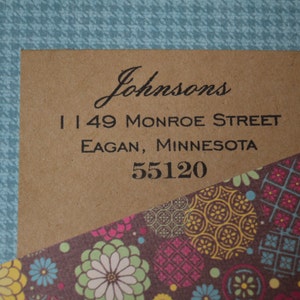 Johnsons
1149 Monroe Street
Eagan, Minnesota
55120